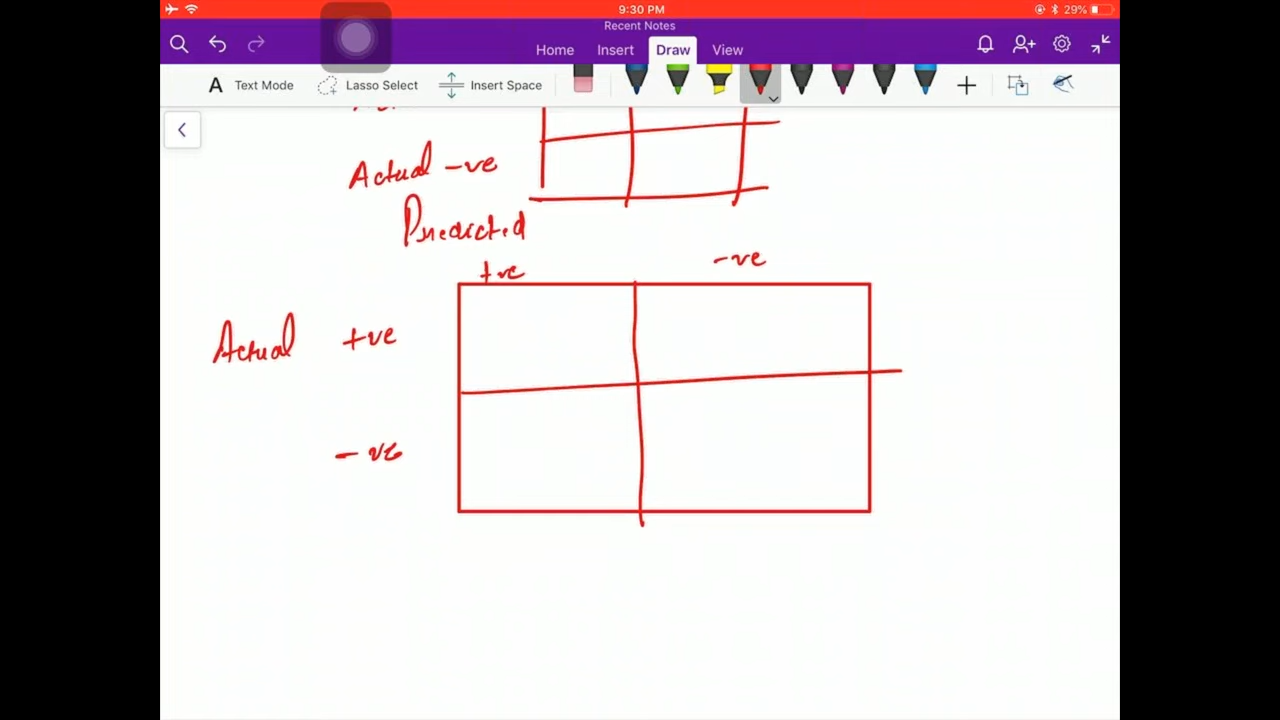 9:30 PM
29%
Recent Notes
Home Insert Draw View
A Text Mode Lasso Select Insert Space
Actual -ve
Predicted
+ve -ve
Actual +ve
- ve